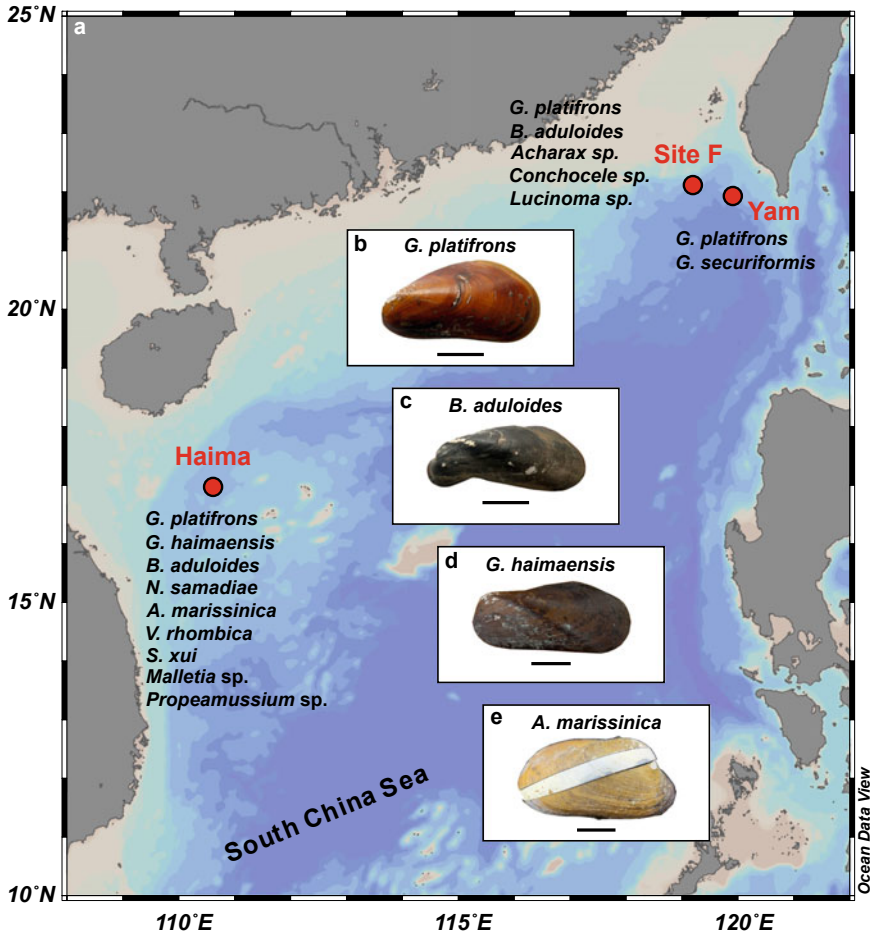 25°N
a
G. platifrons
B. aduloides
Acharax sp.
Conchocele sp.
Lucinoma sp.
Site F
Yam
G. platifrons
G. securiformis
b
G. platifrons
20°N
c
B. aduloides
Haima
G. platifrons
G. haimaensis
B. aduloides
N. samadiae
A. marissinica
V. rhombica
S. xui
Malletia sp.
Propeamussium sp.
d
G. haimaensis
15°N
e
A. marissinica
South China Sea
Ocean Data View
10°N
110°E
115°E
120°E